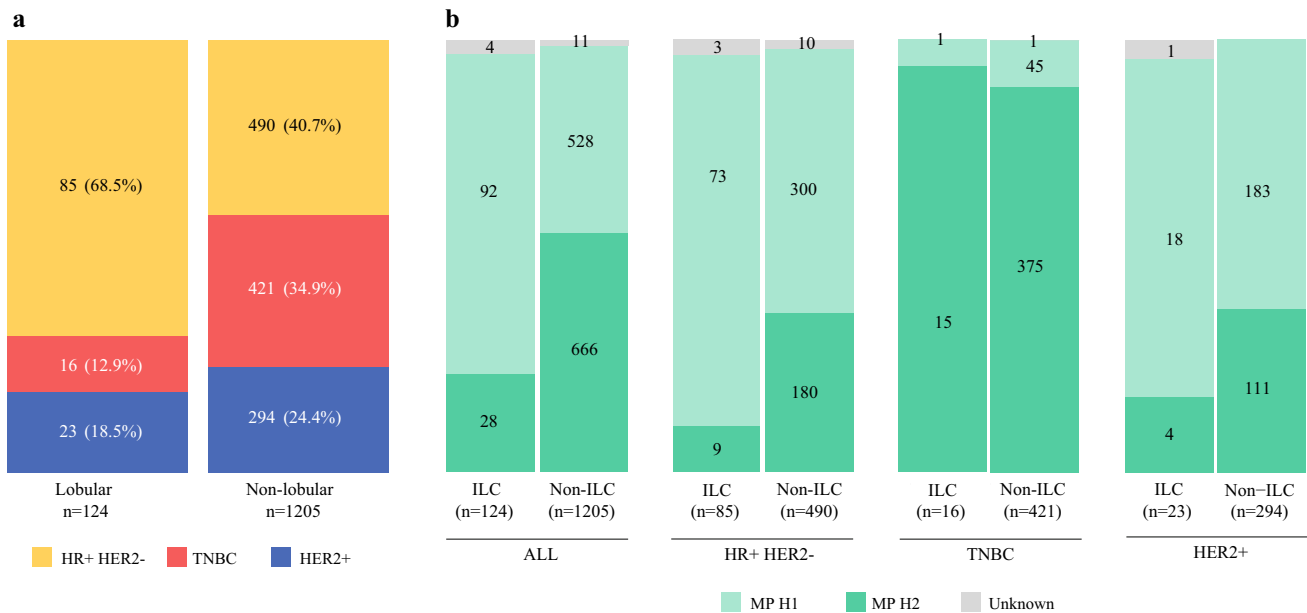 a
490 (40.7%)
85 (68.5%)
421 (34.9%)
16 (12.9%)
294 (24.4%)
23 (18.5%)
Lobular
n=124
Non-lobular
n=1205
HR+ HER2-
TNBC
HER2+
b
4
92
28
11
528
666
ILC
(n=124)
Non-ILC
(n=1205)
ALL
3
73
9
10
300
180
ILC
(n=85)
Non-ILC
(n=490)
HR+ HER2-
1
15
1
45
375
ILC
(n=16)
Non-ILC
(n=421)
TNBC
1
18
4
183
111
ILC
(n=23)
Non−ILC
(n=294)
HER2+
MP H1
MP H2
Unknown